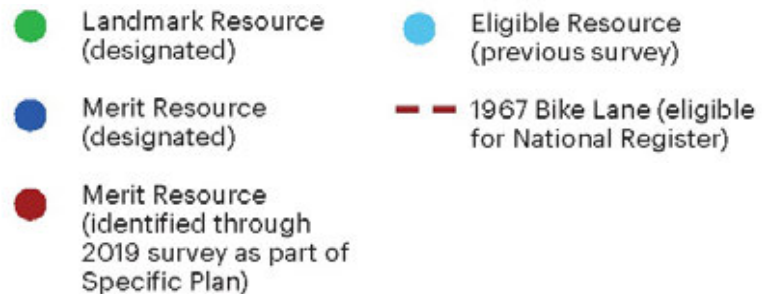 Landmark Resource
(designated)
Merit Resource
(designated)
Merit Resource
(identified through
2019 survey as part of
Specific Plan)
Eligible Resource
(previous survey)
1967 Bike Lane (eligible
for National Register)